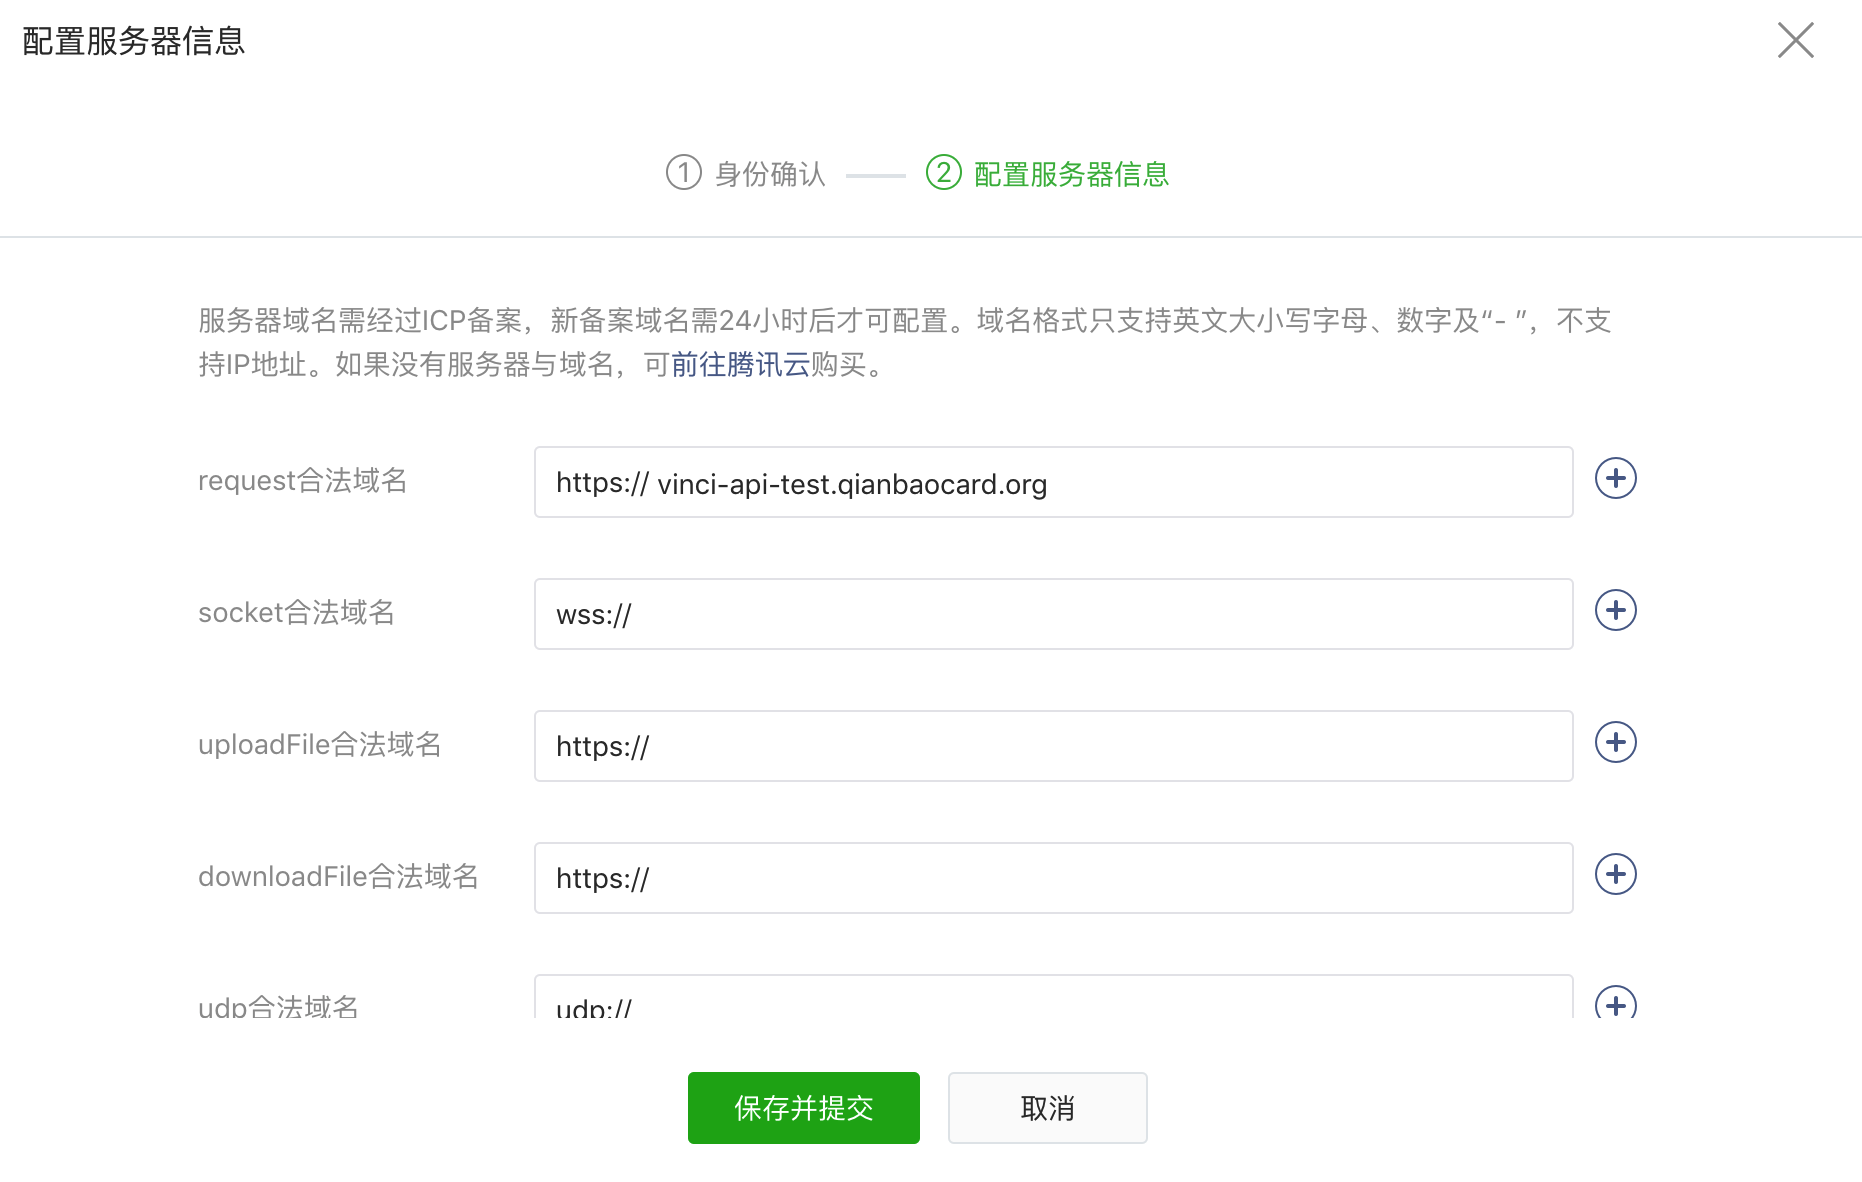 配置服务器信息
1 身份确认 2 配置服务器信息
服务器域名需经过ICP备案，新备案域名需24小时后才可配置。域名格式只支持英文大小写字母、数字及“- ”，不支
持IP地址。如果没有服务器与域名，可前往腾讯云购买。
request合法域名 https:// vinci-api-test.qianbaocard.org
socket合法域名 wss://
uploadFile合法域名 https://
downloadFile合法域名 https://
udp合法域名 udp://
保存并提交 取消